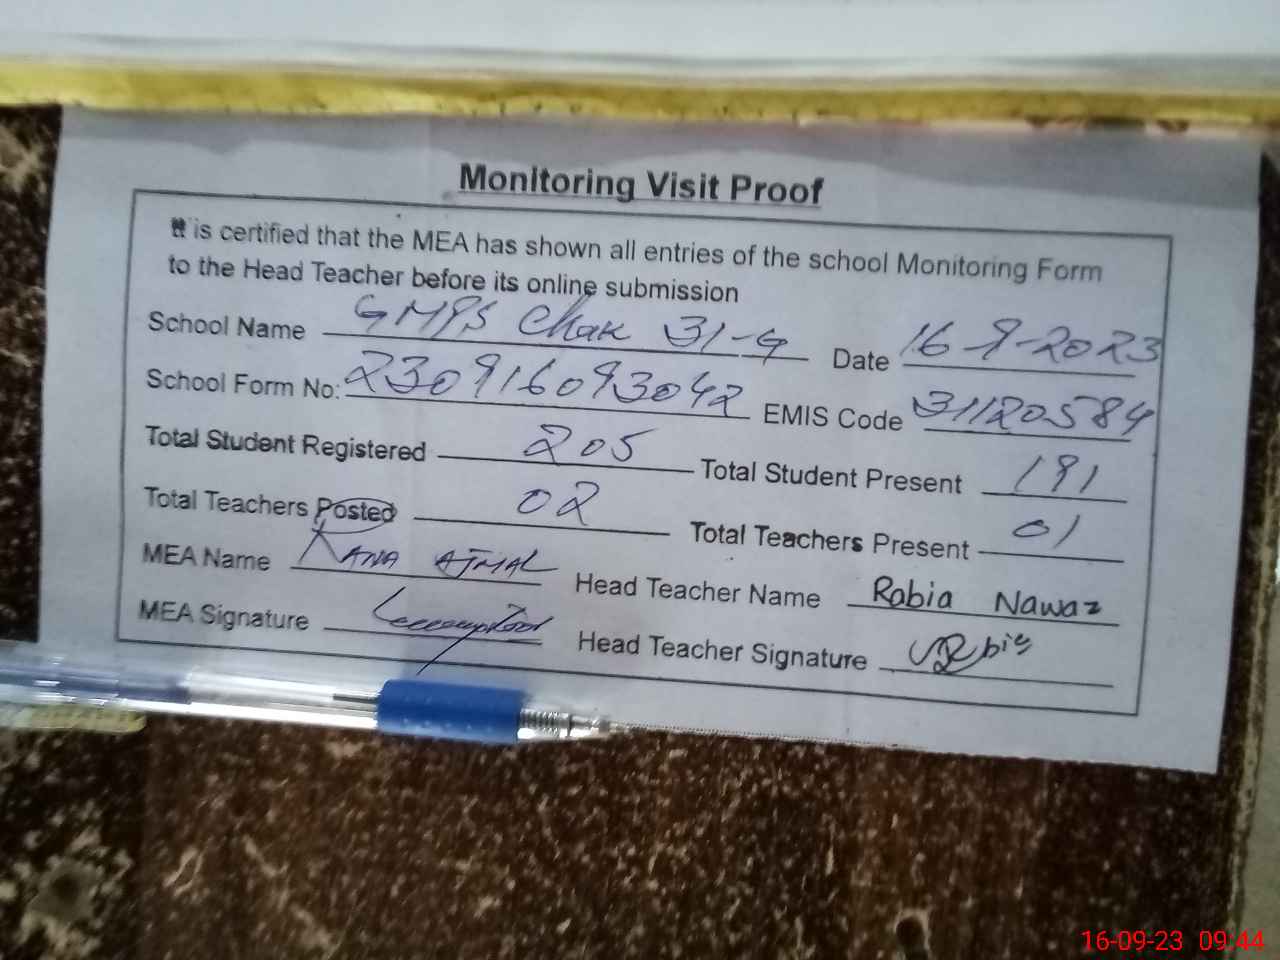 Monitoring Visit Proof
It is certified that the MEA has shown all entries of the school Monitoring Form
to the Head Teacher before its online submission
School Name GMPS Chak 31-G Date 16-9-2023
School Form No: 230916093042 EMIS Code 31120584
Total Student Registered 205 Total Student Present 191
Total Teachers Posted 02 Total Teachers Present 01
MEA Name RANA AJMAL Head Teacher Name Rabia Nawaz
MEA Signature Head Teacher Signature
16-09-23 09:44